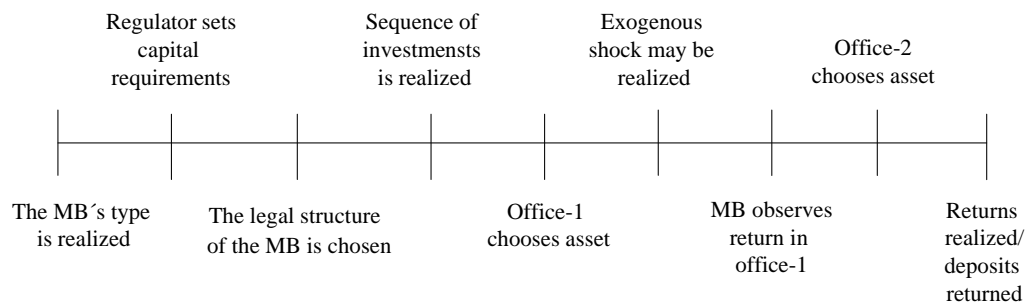 Regulator sets
capital
requirements
Sequence of
investmensts
is realized
Exogenous
shock may be
realized
Office-2
chooses asset
The MB´s type
is realized
The legal structure
of the MB is chosen
Office-1
chooses asset
MB observes
return in
office-1
Returns
realized/
deposits
returned